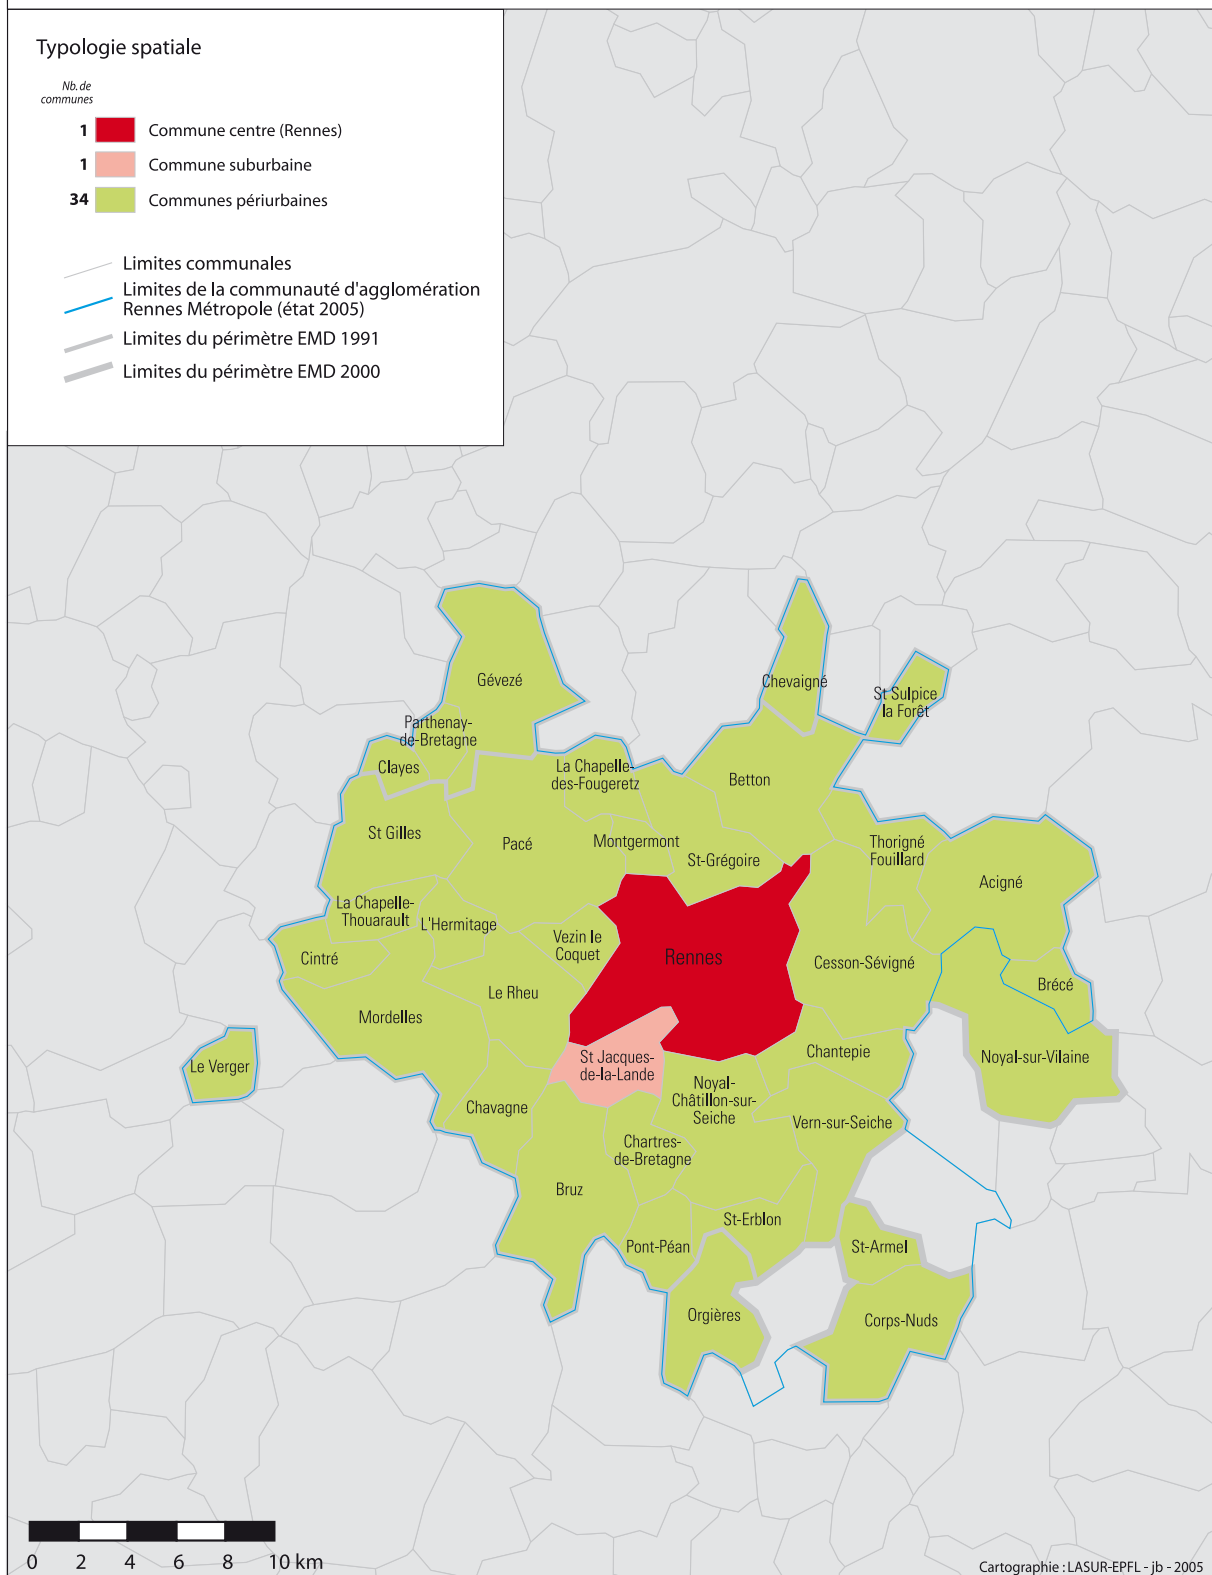 Typologie spatiale
Nb. de
communes
1 Commune centre (Rennes)
1 Commune suburbaine
34 Communes périurbaines
Limites communales
Limites de la communauté d'agglomération
Rennes Métropole (état 2005)
Limites du périmètre EMD 1991
Limites du périmètre EMD 2000
Gévezé
Chevaigné
St Sulpice
la Forêt
Parthenay-
de-Bretagne
Clayes
La Chapelle-
des-Fougeretz
Betton
St Gilles
Pacé
Montgermont
St-Grégoire
Thorigné
Fouillard
Acigné
La Chapelle-
Thouarault
L'Hermitage
Vezin le
Coquet
Rennes
Cintré
Cesson-Sévigné
Brécé
Le Rheu
Mordelles
Le Verger
St Jacques-
de-la-Lande
Chantepie
Noyal-sur-Vilaine
Noyal-
Châtillon-sur-
Seiche
Chavagne
Vern-sur-Seiche
Chartres-
de-Bretagne
Bruz
St-Erblon
Pont-Péan
St-Armel
Orgières
Corps-Nuds
0 2 4 6 8 10 km
Cartographie : LASUR-EPFL - jb - 2005